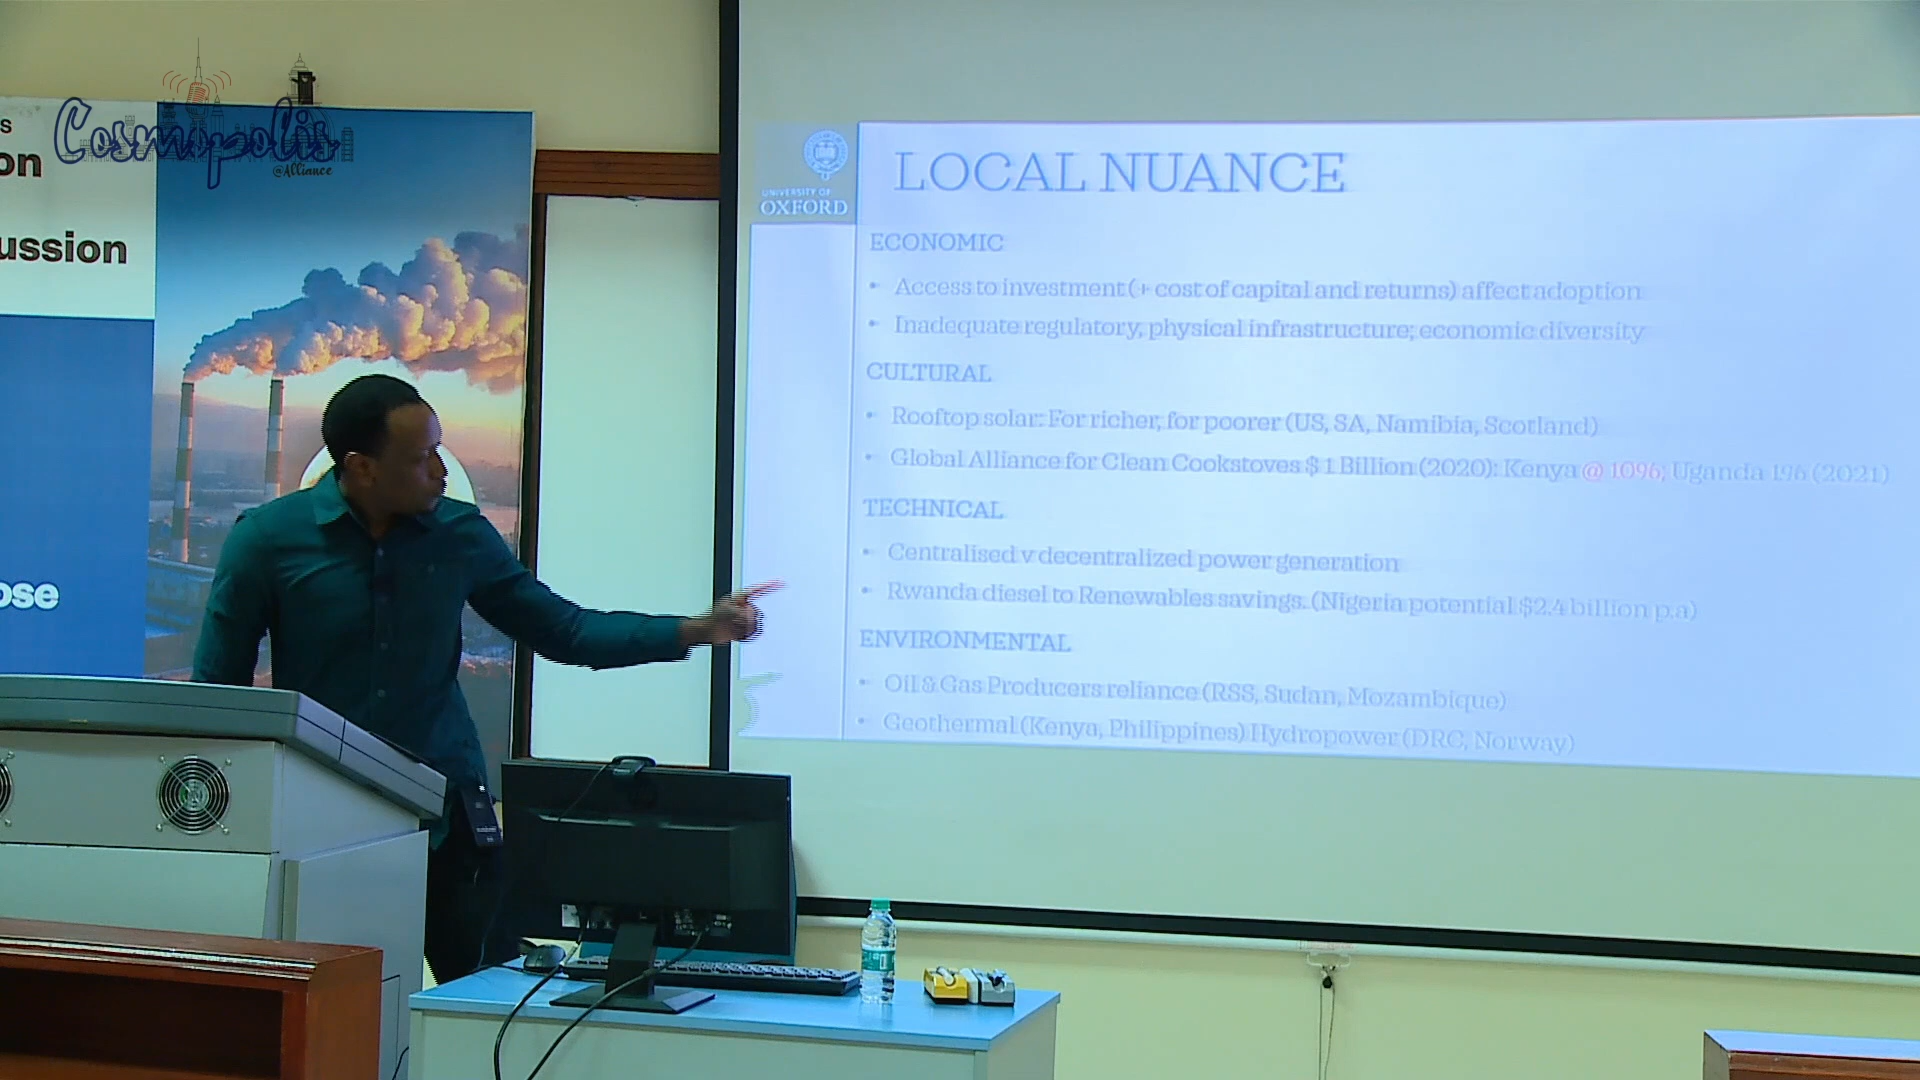 Cosmopolis
@Alliance
s
on
ussion
ose
UNIVERSITY OF
OXFORD
LOCAL NUANCE
ECONOMIC
• Access to investment (+ cost of capital and returns) affect adoption
• Inadequate regulatory, physical infrastructure; economic diversity
CULTURAL
• Rooftop solar: For richer, for poorer (US, SA, Namibia, Scotland)
• Global Alliance for Clean Cookstoves $ 1 Billion (2020): Kenya @ 10%; Uganda 1% (2021)
TECHNICAL
• Centralised v decentralized power generation
• Rwanda diesel to Renewables savings. (Nigeria potential $2.4 billion p.a)
ENVIRONMENTAL
• Oil & Gas Producers reliance (RSS, Sudan, Mozambique)
• Geothermal (Kenya, Philippines) Hydropower (DRC, Norway)